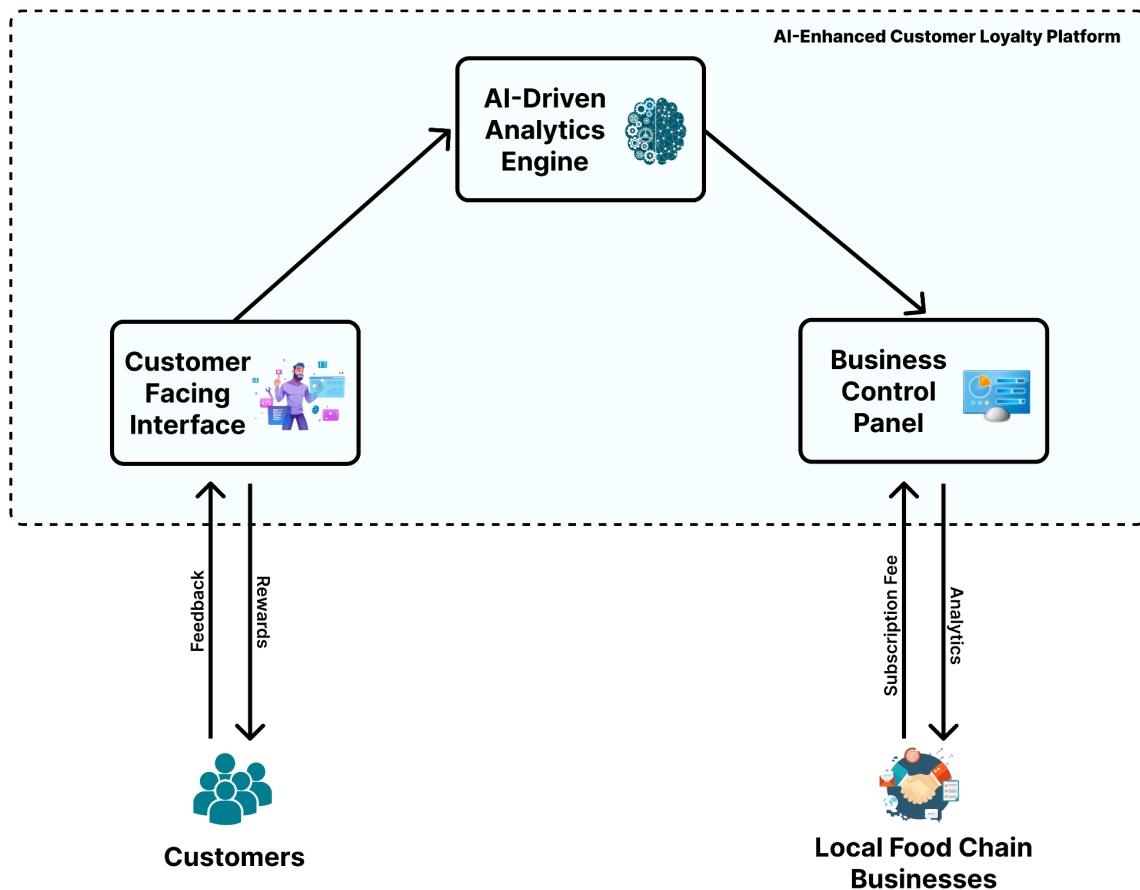 AI-Enhanced Customer Loyalty Platform
AI-Driven
Analytics
Engine
Customer
Facing
Interface
Business
Control
Panel
Feedback
Rewards
Subscription Fee
Analytics
Customers
Local Food Chain
Businesses